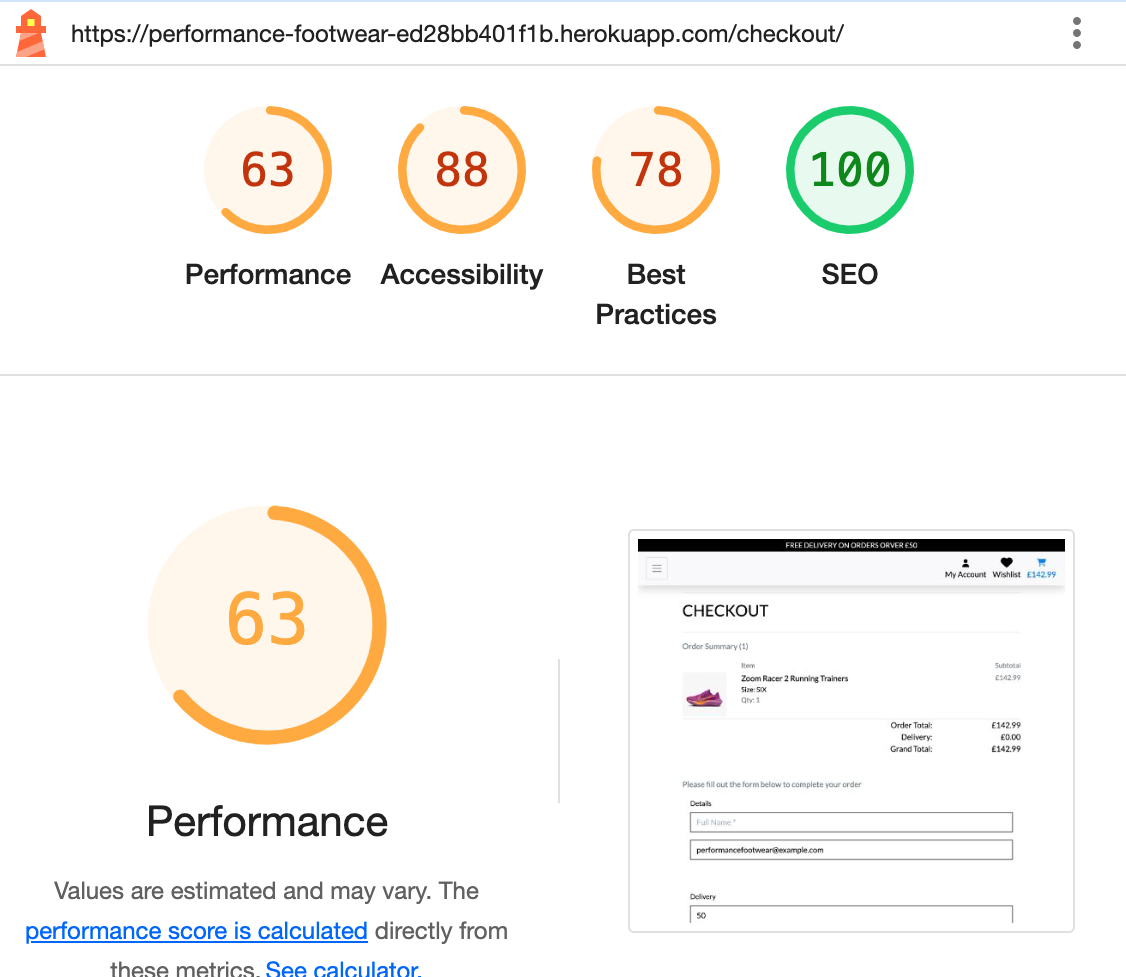 https://performance-footwear-ed28bb401f1b.herokuapp.com/checkout/
63
88
78
100
Performance
Accessibility
Best
Practices
SEO
63
Performance
Values are estimated and may vary. The
performance score is calculated directly from
these metrics. See calculator.
FREE DELIVERY ON ORDERS ORVER £50
My Account
Wishlist
£142.99
CHECKOUT
Order Summary (1)
Item
Subtotal
Zoom Racer 2 Running Trainers
£142.99
Size: SIX
Qty: 1
Order Total: £142.99
Delivery: £0.00
Grand Total: £142.99
Please fill out the form below to complete your order
Details
Full Name *
performancefootwear@example.com
Delivery
50